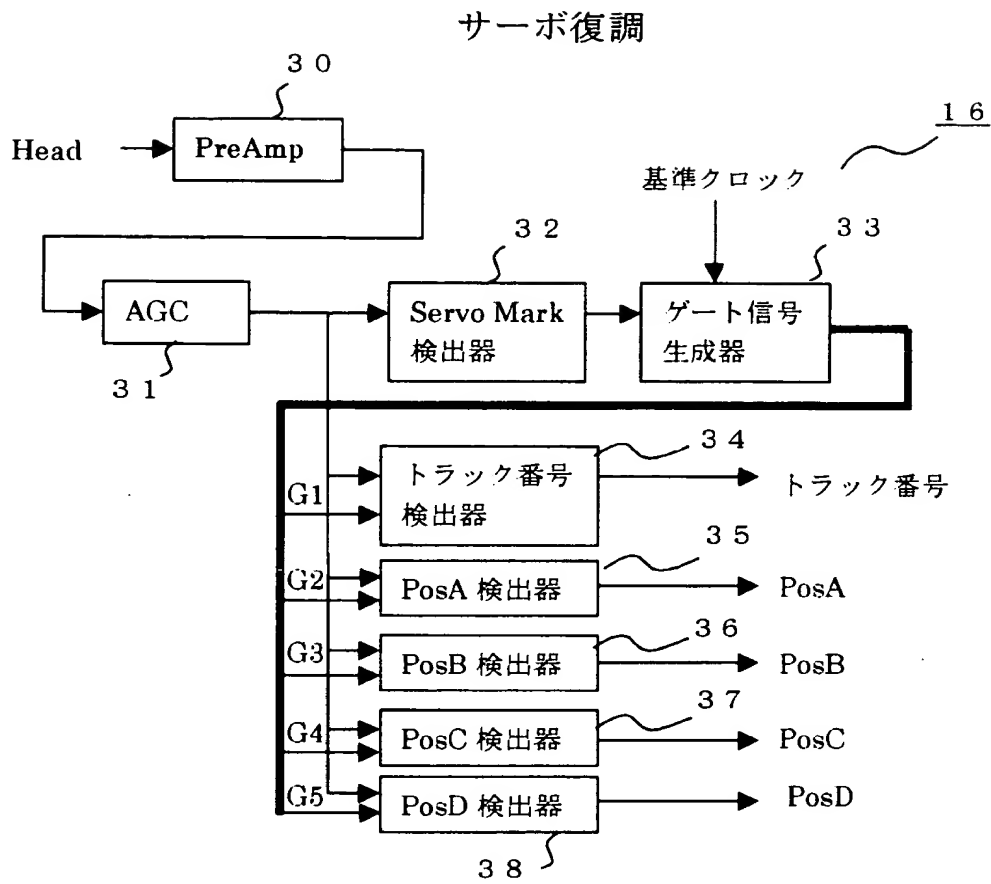 サーボ復調
30
Head
PreAmp
16
基準クロック
32
33
AGC
Servo Mark
検出器
ゲート信号
生成器
31
34
G1
トラック番号
検出器
トラック番号
35
G2
PosA 検出器
PosA
36
G3
PosB 検出器
PosB
37
G4
PosC 検出器
PosC
G5
PosD 検出器
PosD
38